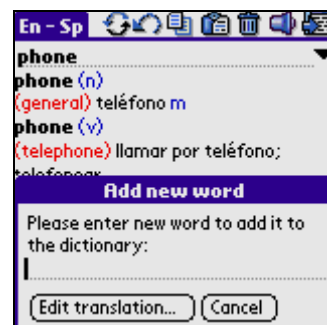 En - Sp
phone
phone (n)
(general) teléfono m
phone (v)
(telephone) llamar por teléfono;
telefonear
Add new word
Please enter new word to add it to
the dictionary:
Edit translation... Cancel